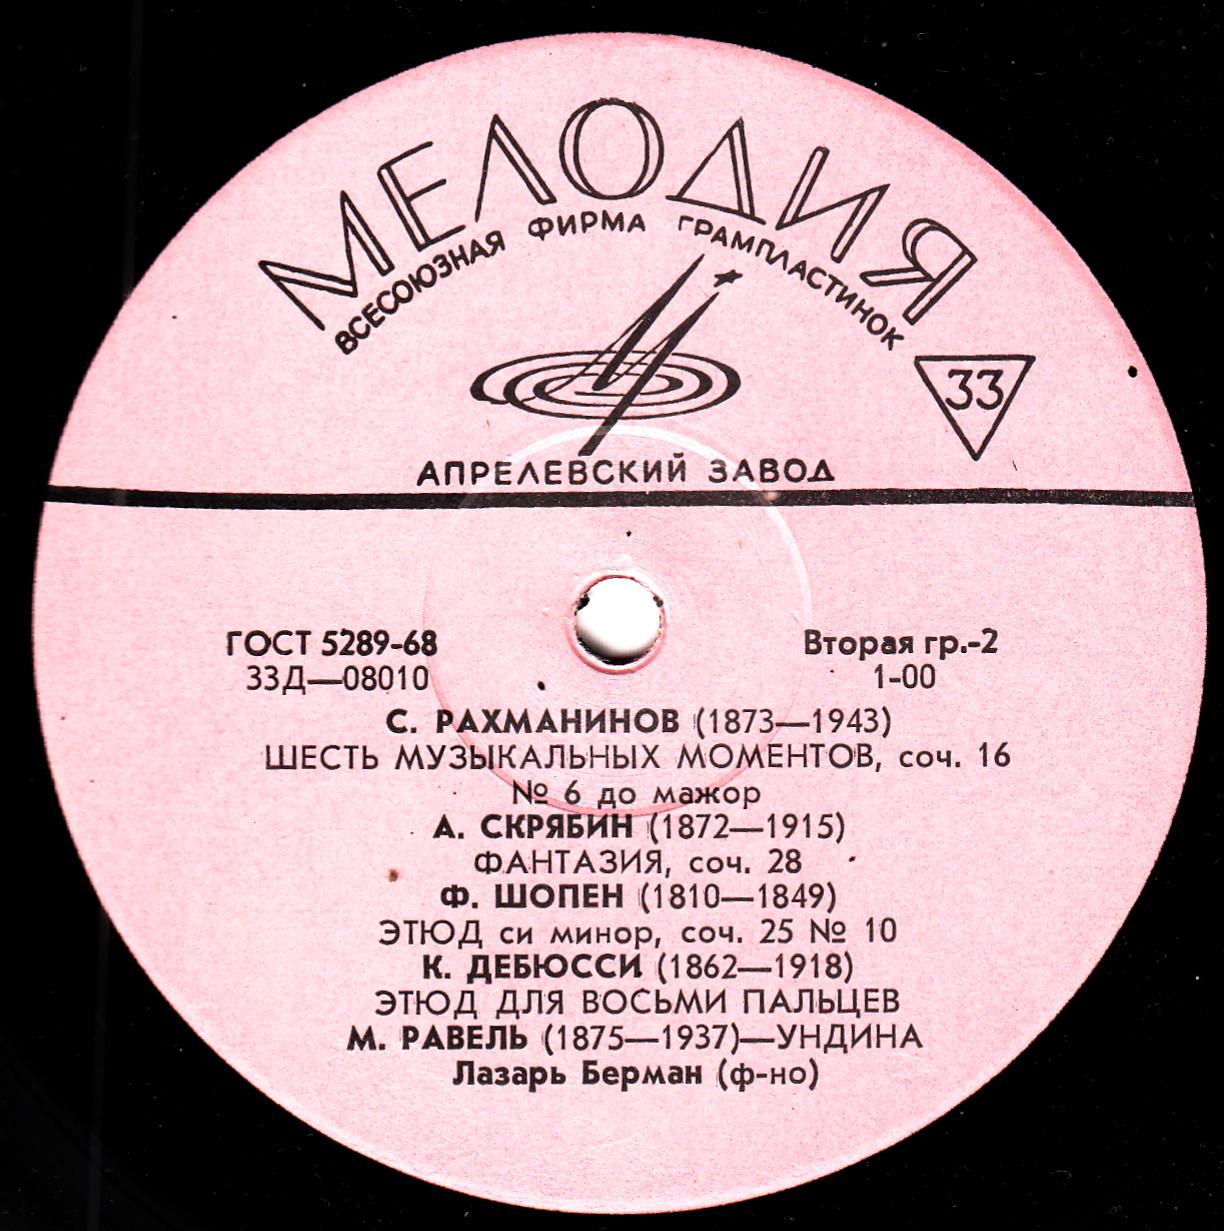 МЕЛОДИЯ
ВСЕСОЮЗНАЯ ФИРМА ГРАМПЛАСТИНОК
33
АПРЕЛЕВСКИЙ ЗАВОД
ГОСТ 5289-68
Вторая гр.-2
33Д—08010
1-00
С. РАХМАНИНОВ (1873—1943)
ШЕСТЬ МУЗЫКАЛЬНЫХ МОМЕНТОВ, соч. 16
№ 6 до мажор
А. СКРЯБИН (1872—1915)
ФАНТАЗИЯ, соч. 28
Ф. ШОПЕН (1810—1849)
ЭТЮД си минор, соч. 25 № 10
К. ДЕБЮССИ (1862—1918)
ЭТЮД ДЛЯ ВОСЬМИ ПАЛЬЦЕВ
М. РАВЕЛЬ (1875—1937)—УНДИНА
Лазарь Берман (ф-но)